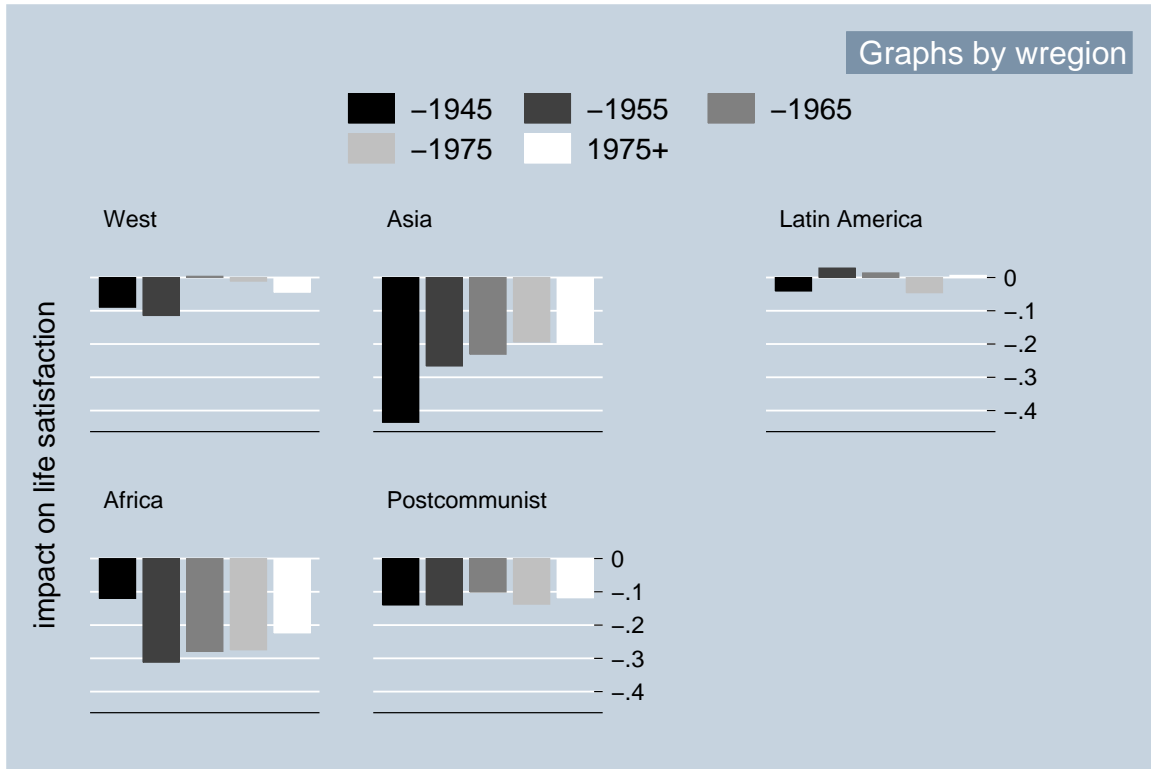 Graphs by wregion
−1945 −1955 −1965
−1975 1975+
West Asia Latin America
0
−.1
−.2
−.3
−.4
impact on life satisfaction
Africa Postcommunist
0
−.1
−.2
−.3
−.4